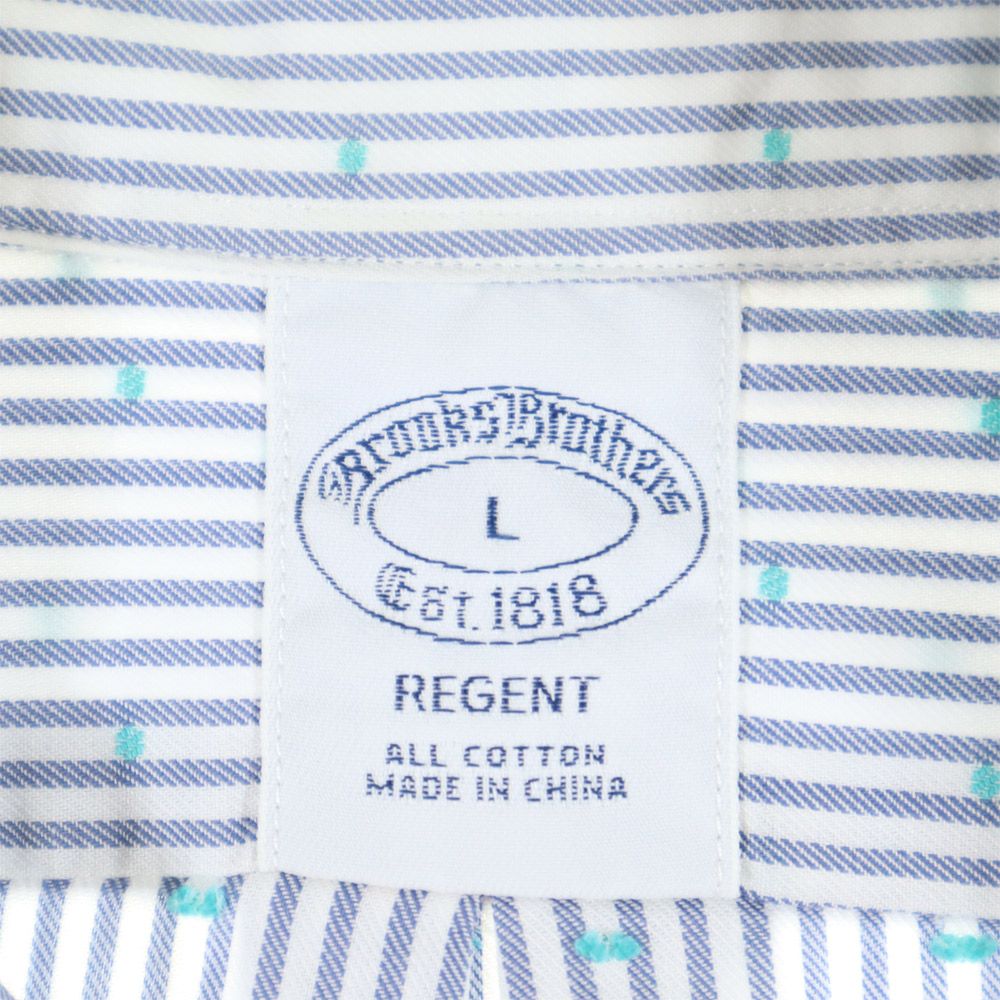 Brooks Brothers
L
Est. 1818
REGENT
ALL COTTON
MADE IN CHINA